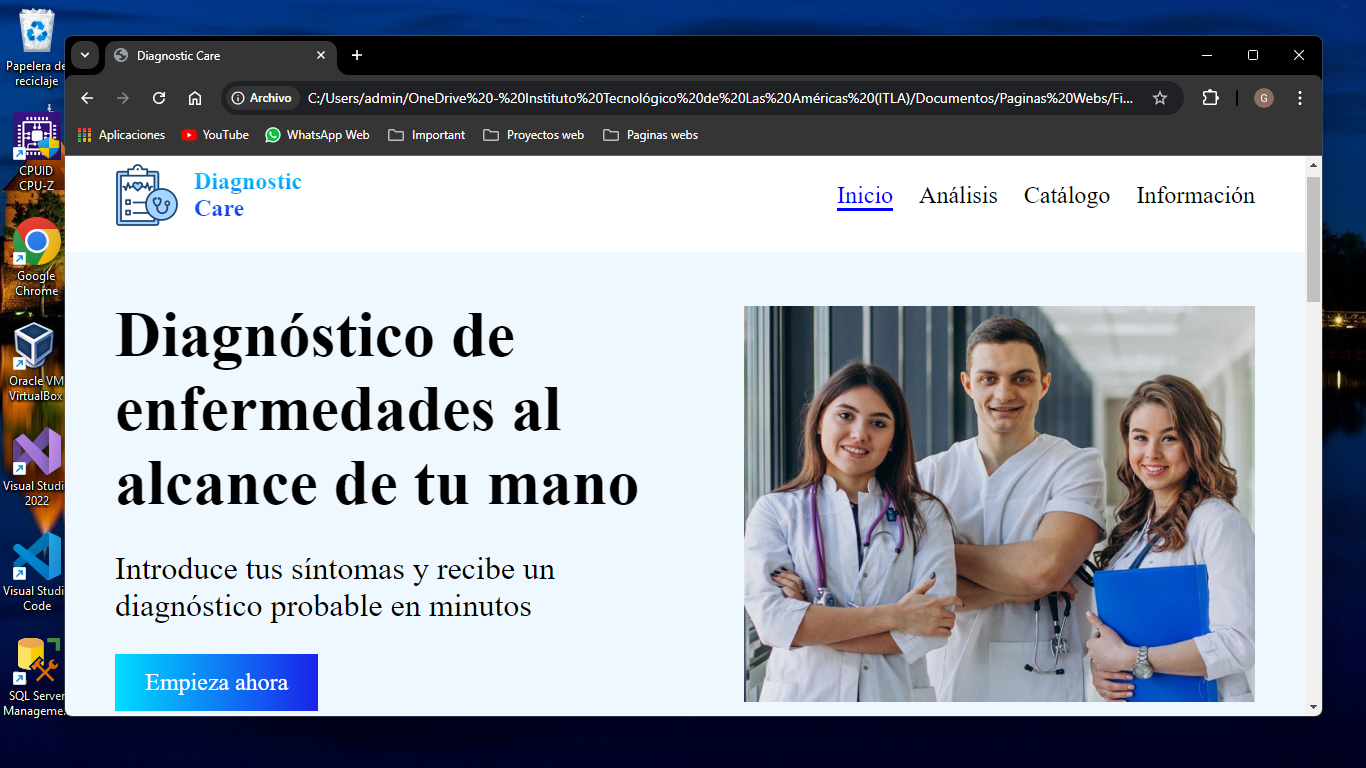 Papelera de
reciclaje
CPUID
CPU-Z
Google
Chrome
Oracle VM
VirtualBox
Visual Studi
2022
Visual Studi
Code
SQL Server
Manageme...
Diagnostic Care
Archivo C:/Users/admin/OneDrive%20-%20Instituto%20Tecnológico%20de%20Las%20Américas%20(ITLA)/Documentos/Paginas%20Webs/Fi...
G
Aplicaciones YouTube WhatsApp Web Important Proyectos web Paginas webs
Diagnostic
Care
Inicio Análisis Catálogo Información
Diagnóstico de
enfermedades al
alcance de tu mano
Introduce tus síntomas y recibe un
diagnóstico probable en minutos
Empieza ahora